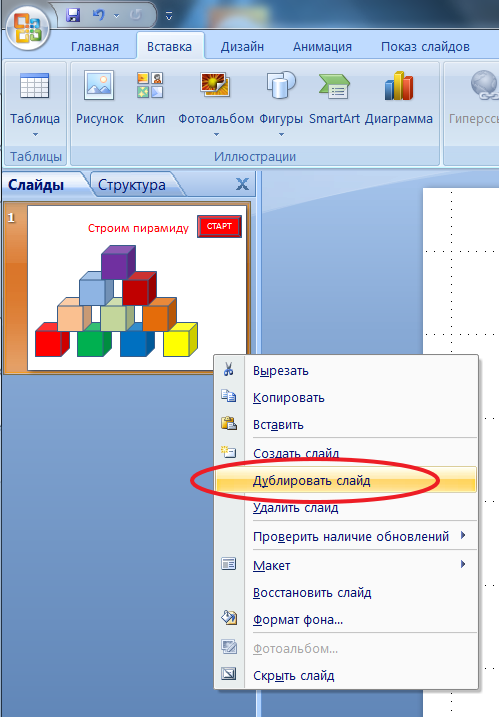 Главная Вставка Дизайн Анимация Показ слайдов
Таблица Рисунок Клип Фотоальбом Фигуры SmartArt Диаграмма Гиперссы
Таблицы Иллюстрации
Слайды Структура X
1
Строим пирамиду СТАРТ
Вырезать
Копировать
Вставить
Создать слайд
Дублировать слайд
Удалить слайд
Проверить наличие обновлений
Макет
Восстановить слайд
Формат фона...
Фотоальбом...
Скрыть слайд